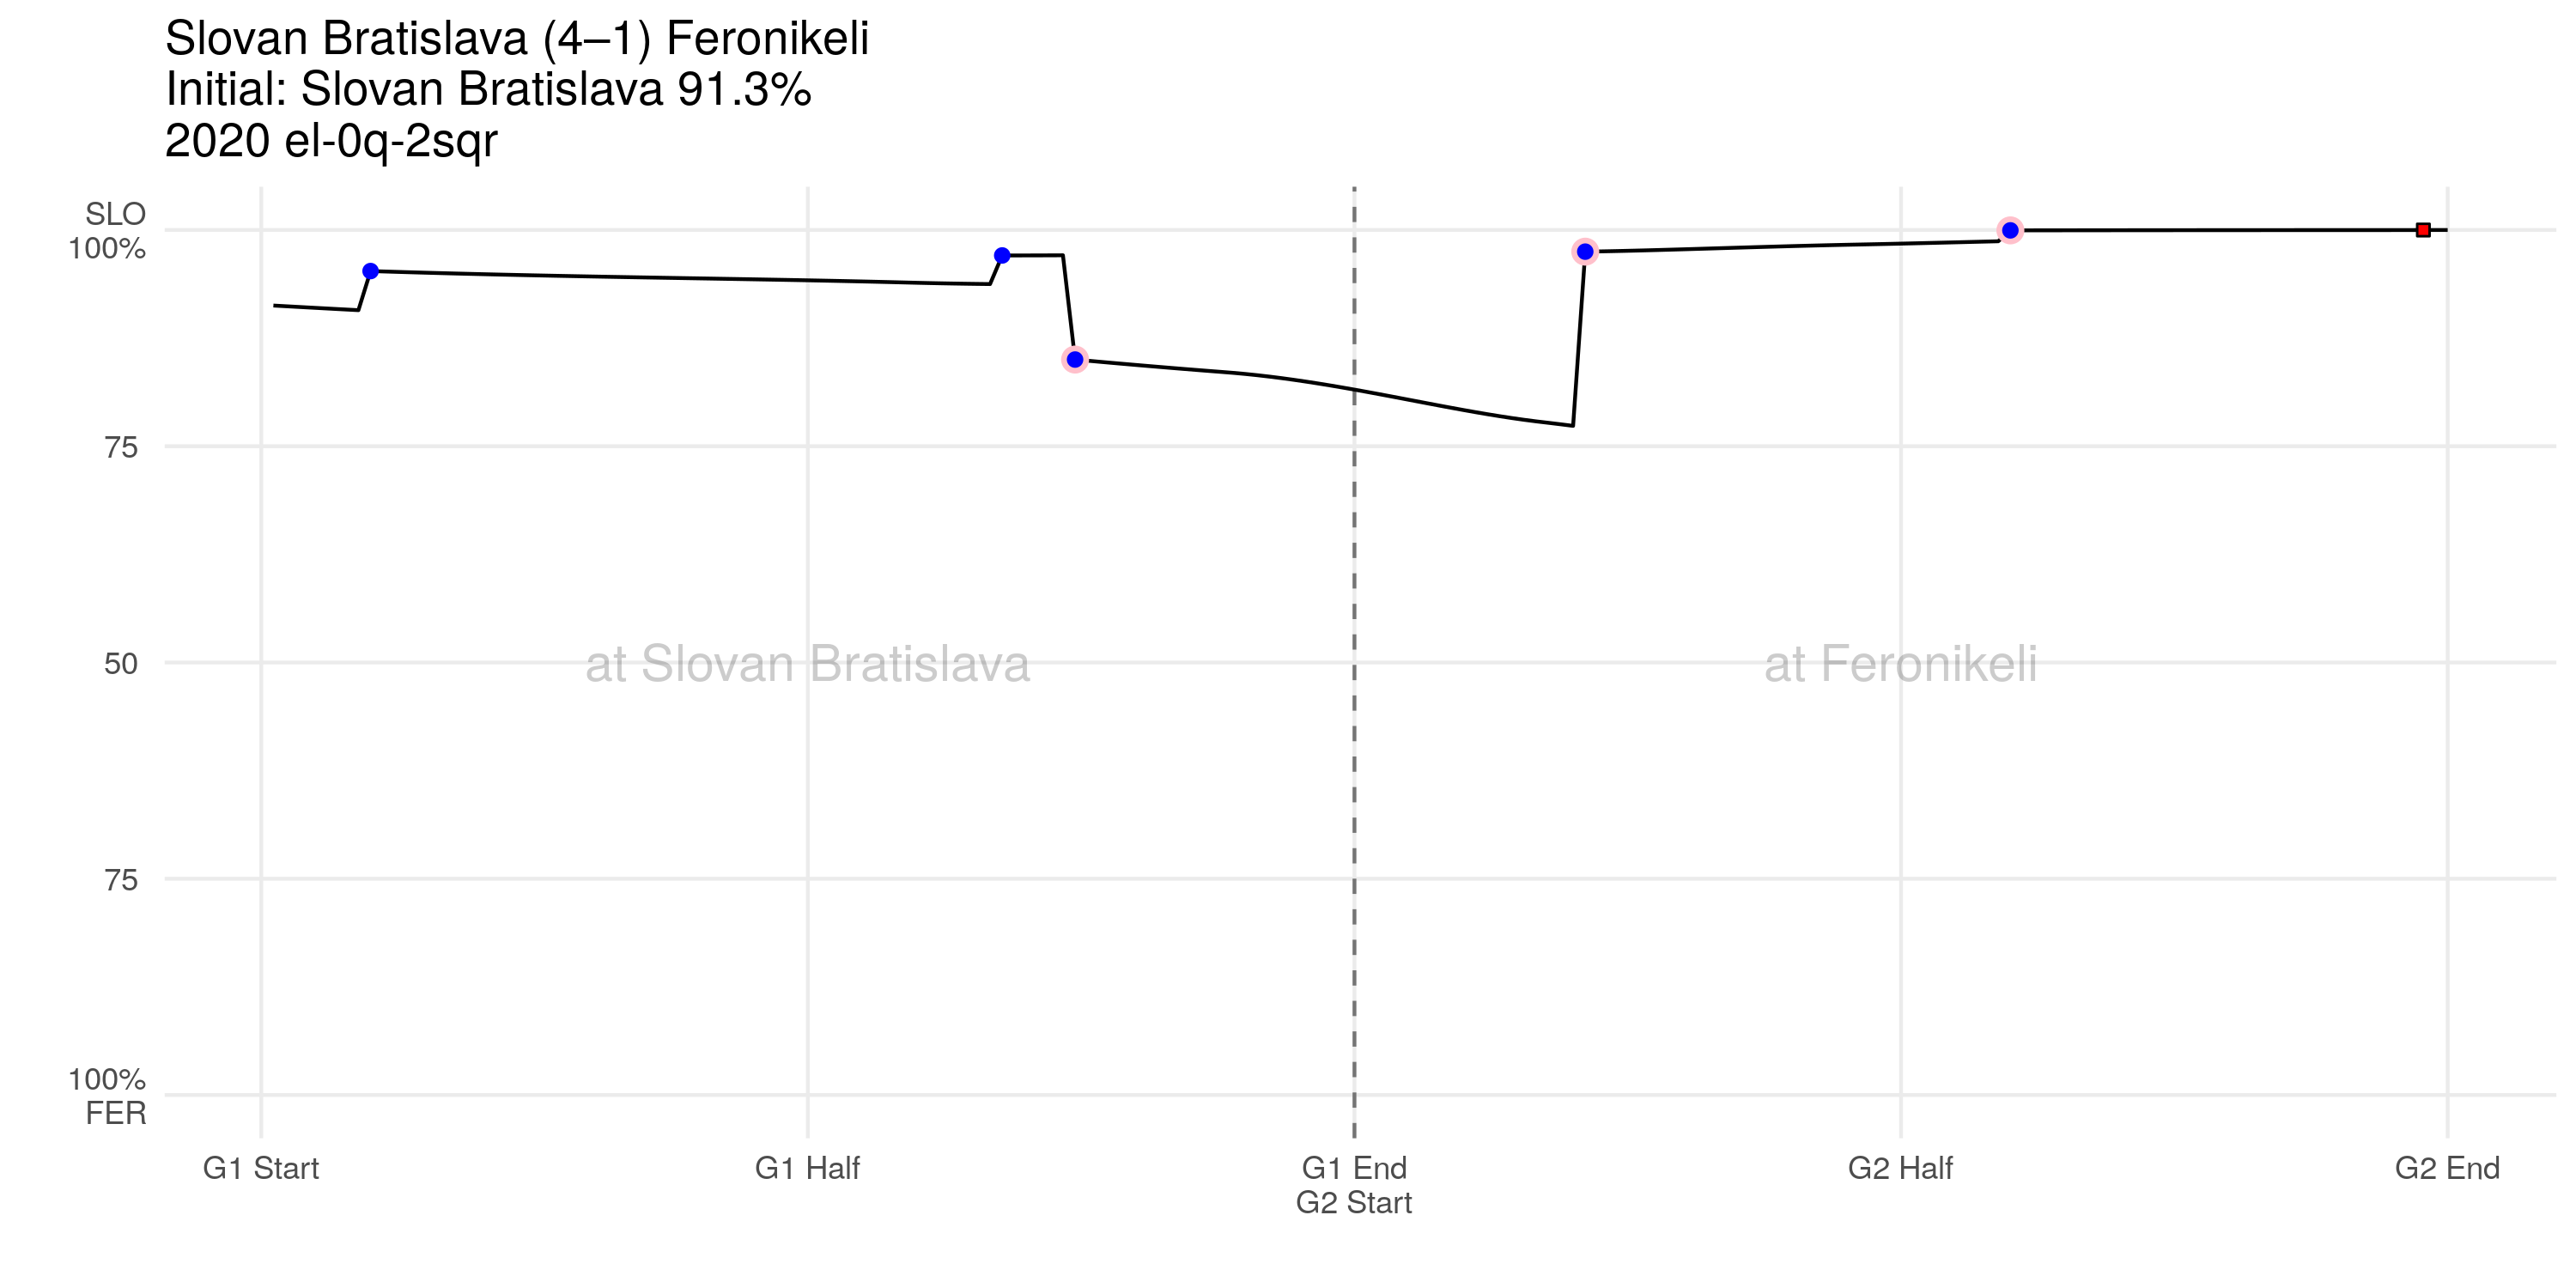 Slovan Bratislava (4–1) Feronikeli
Initial: Slovan Bratislava 91.3%
2020 el-0q-2sqr
SLO
100%
75
50
75
100%
FER
at Slovan Bratislava
at Feronikeli
G1 Start
G1 Half
G1 End
G2 Start
G2 Half
G2 End